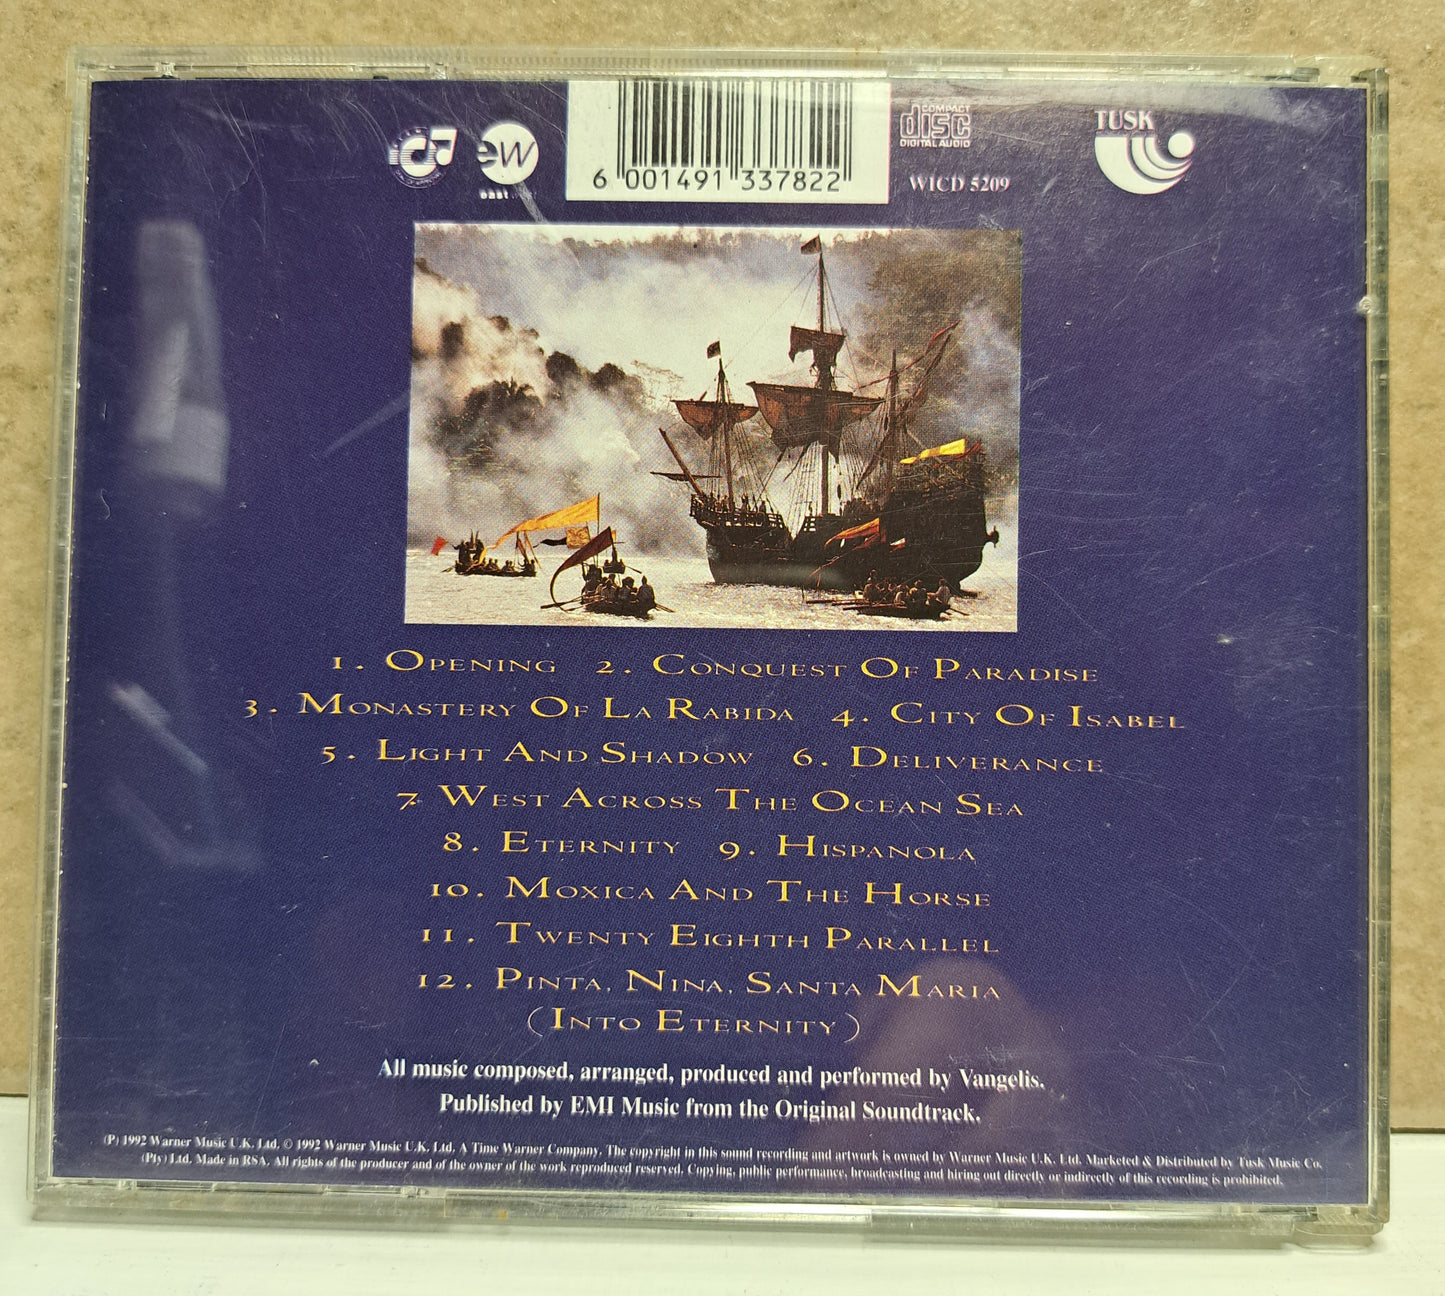 ew
east
6 001491 337822
COMPACT
disc
DIGITAL AUDIO
WICD 5209
TUSK
1. Opening 2. Conquest Of Paradise
3. Monastery Of La Rabida 4. City Of Isabel
5. Light And Shadow 6. Deliverance
7. West Across The Ocean Sea
8. Eternity 9. Hispanola
10. Moxica And The Horse
11. Twenty Eighth Parallel
12. Pinta, Nina, Santa Maria
(Into Eternity)
All music composed, arranged, produced and performed by Vangelis.
Published by EMI Music from the Original Soundtrack.
(P) 1992 Warner Music U.K. Ltd. © 1992 Warner Music U.K. Ltd. A Time Warner Company. The copyright in this sound recording and artwork is owned by Warner Music U.K. Ltd. Marketed & Distributed by Tusk Music Co.
(Pty) Ltd. Made in RSA. All rights of the producer and of the owner of the work reproduced reserved. Copying, public performance, broadcasting and hiring out directly or indirectly of this recording is prohibited.